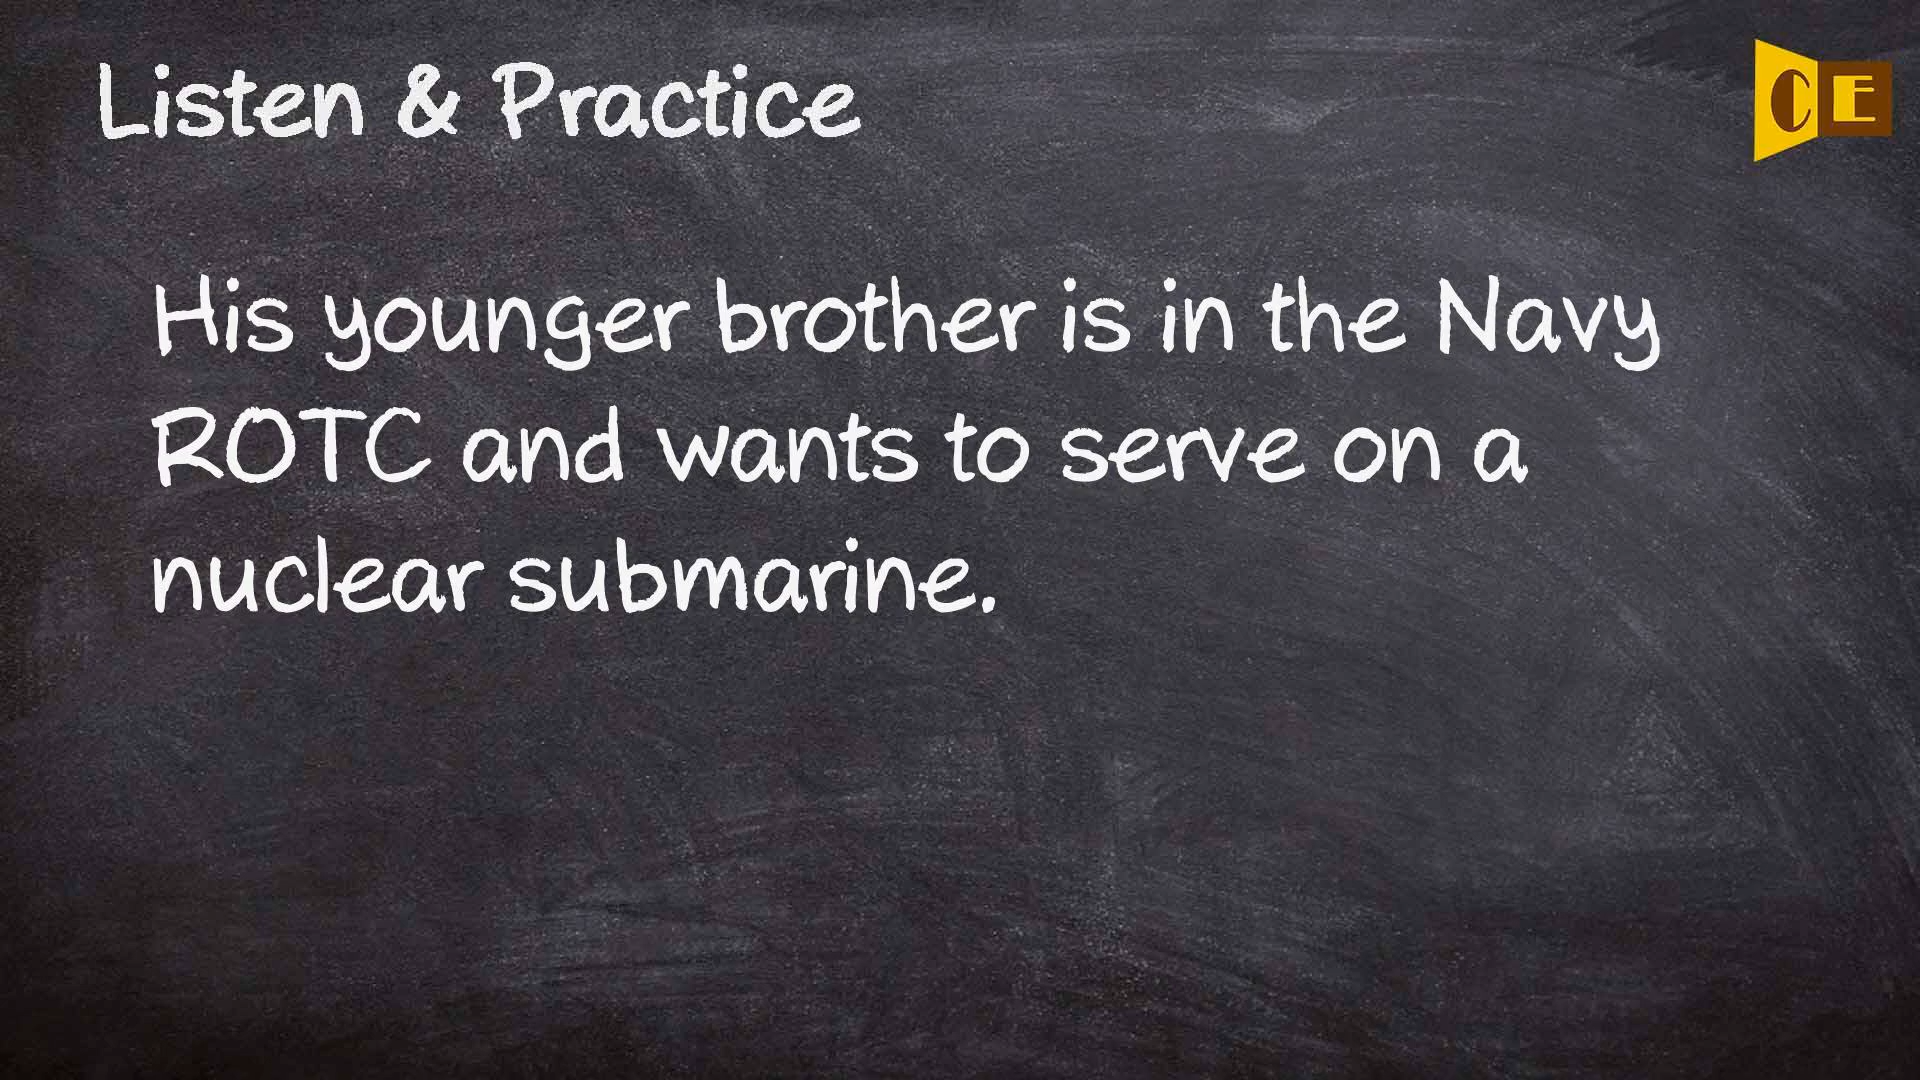 Listen & Practice
CE
His younger brother is in the Navy
ROTC and wants to serve on a
nuclear submarine.